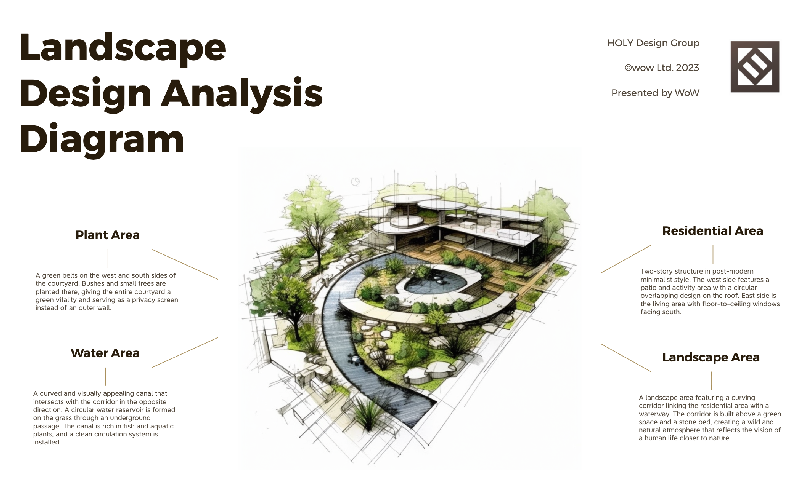 Landscape
Design Analysis
Diagram
HOLY Design Group
©wow Ltd. 2023
Presented by WoW
Plant Area
A green belts on the west and south sides of
the courtyard. Bushes and small trees are
planted there, giving the entire courtyard a
green vitality and serving as a privacy screen
instead of an outer wall.
Water Area
A curved and visually appealing canal that
intersects with the corridor in the opposite
direction. A circular water reservoir is formed
on the grass through an underground
passage. The canal is rich in fish and aquatic
plants, and a clean circulation system is
installed.
Residential Area
Two-story structure in post-modern
minimalist style. The west side features a
patio and activity area with a circular
overlapping design on the roof. East side is
the living area with floor-to-ceiling windows
facing south.
Landscape Area
A landscape area featuring a curving
corridor linking the residential area with a
waterway. The corridor is built above a green
space and a stone bed, creating a wild and
natural atmosphere that reflects the vision of
a human life closer to nature.